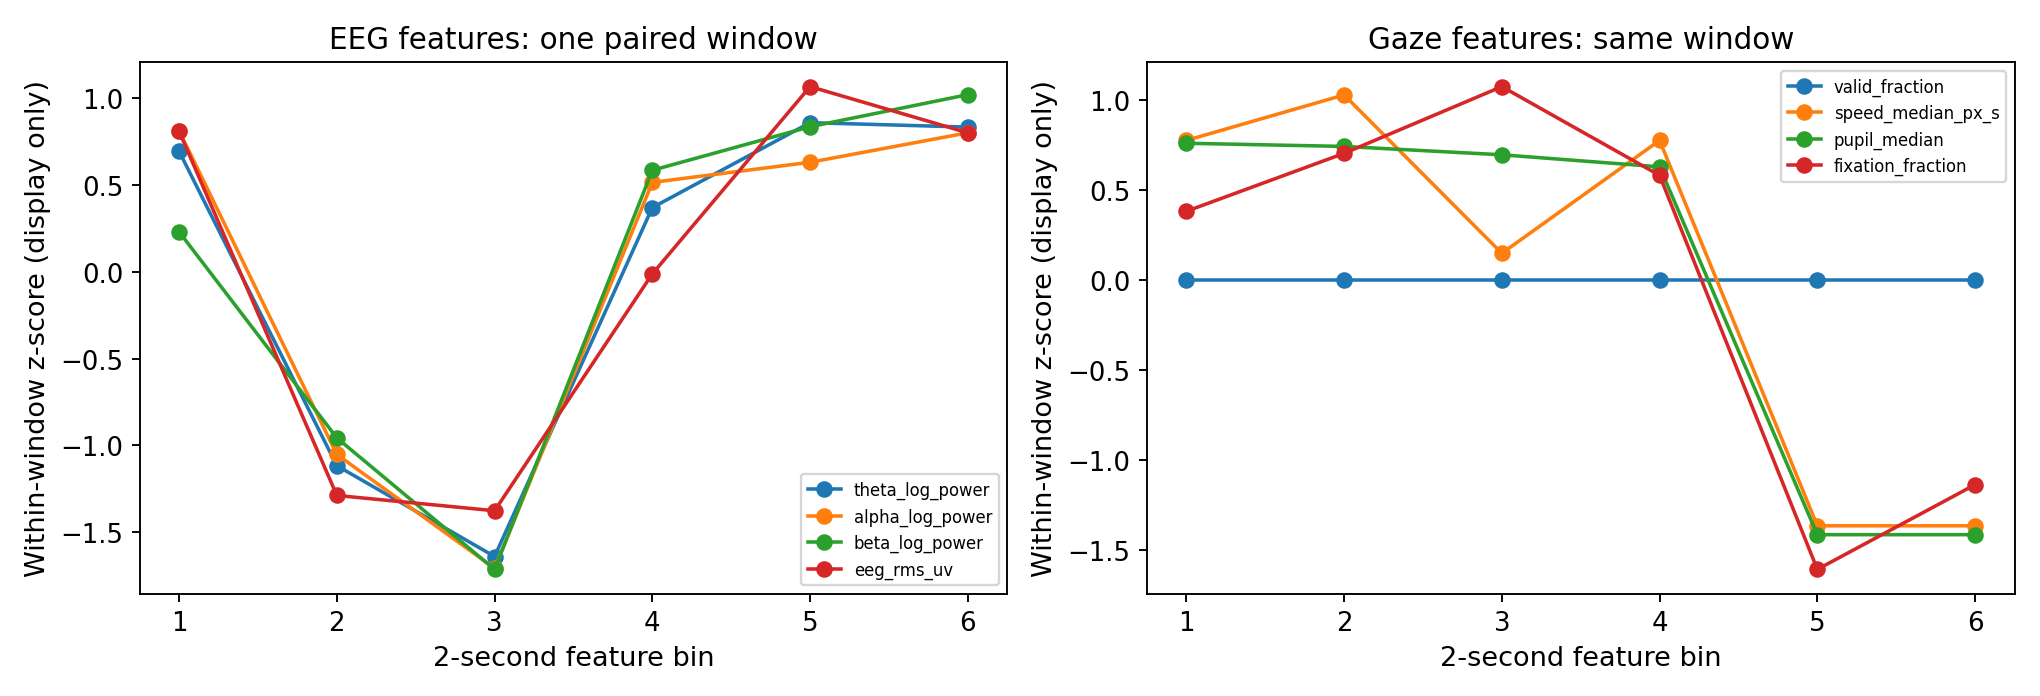 EEG features: one paired window
Within-window z-score (display only)
1.0
0.5
0.0
−0.5
−1.0
−1.5
theta_log_power
alpha_log_power
beta_log_power
eeg_rms_uv
1 2 3 4 5 6
2-second feature bin
Gaze features: same window
Within-window z-score (display only)
1.0
0.5
0.0
−0.5
−1.0
−1.5
valid_fraction
speed_median_px_s
pupil_median
fixation_fraction
1 2 3 4 5 6
2-second feature bin